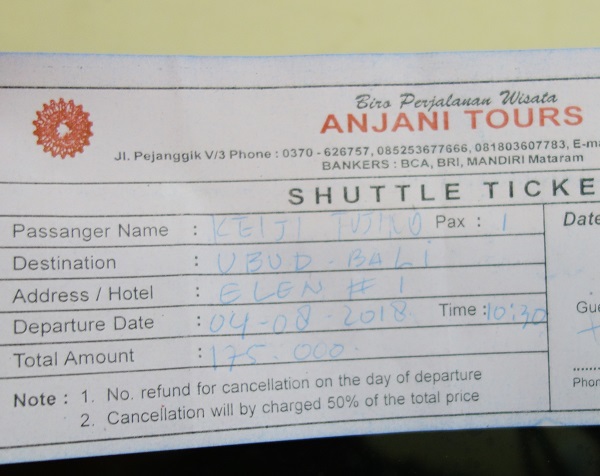 Biro Perjalanan Wisata
ANJANI TOURS
Jl. Pejanggik V/3 Phone : 0370 - 626757, 085253677666, 081803607783, E-ma
BANKERS : BCA, BRI, MANDIRI Mataram
SHUTTLE TICKE
Passanger Name : KEIJI Pax : 1
Date
Destination : UBUD - BALI
Address / Hotel : ELEN # 1
Departure Date : 04-08-2018 Time : 10:30
Gue
Total Amount : 175.000.
Phon
Note : 1. No. refund for cancellation on the day of departure
2. Cancellation will by charged 50% of the total price